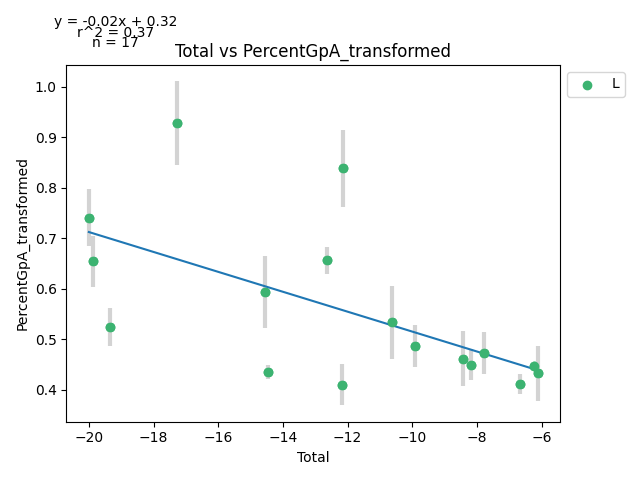 y = -0.02x + 0.32
r^2 = 0.37
n = 17
Total vs PercentGpA_transformed
L
PercentGpA_transformed
1.0
0.9
0.8
0.7
0.6
0.5
0.4
−20
−18
−16
−14
−12
−10
−8
−6
Total